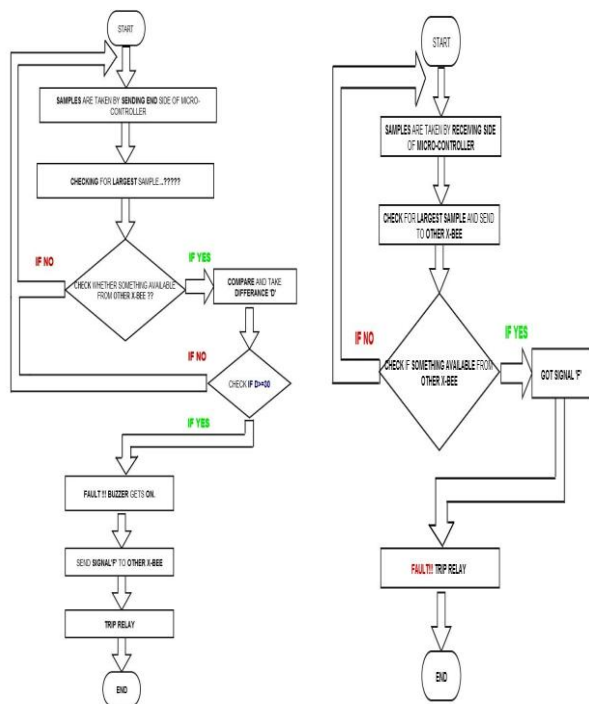 START
SAMPLES ARE TAKEN BY SENDING END SIDE OF MICRO-
CONTROLLER
CHECKING FOR LARGEST SAMPLE...?????
IF NO
IF YES
CHECK WHETHER SOMETHING AVAILABLE
FROM OTHER X-BEE ??
COMPARE AND TAKE
DIFFERANCE 'D'
IF NO
CHECK IF D>=30
IF YES
FAULT !! BUZZER GETS ON.
SEND SIGNAL'F' TO OTHER X-BEE
TRIP RELAY
END
START
SAMPLES ARE TAKEN BY RECEIVING SIDE
OF MICRO-CONTROLLER
CHECK FOR LARGEST SAMPLE AND SEND
TO OTHER X-BEE
IF NO
IF YES
CHECK IF SOMETHING AVAILABLE FROM
OTHER X-BEE
GOT SIGNAL 'F'
FAULT!! TRIP RELAY
END